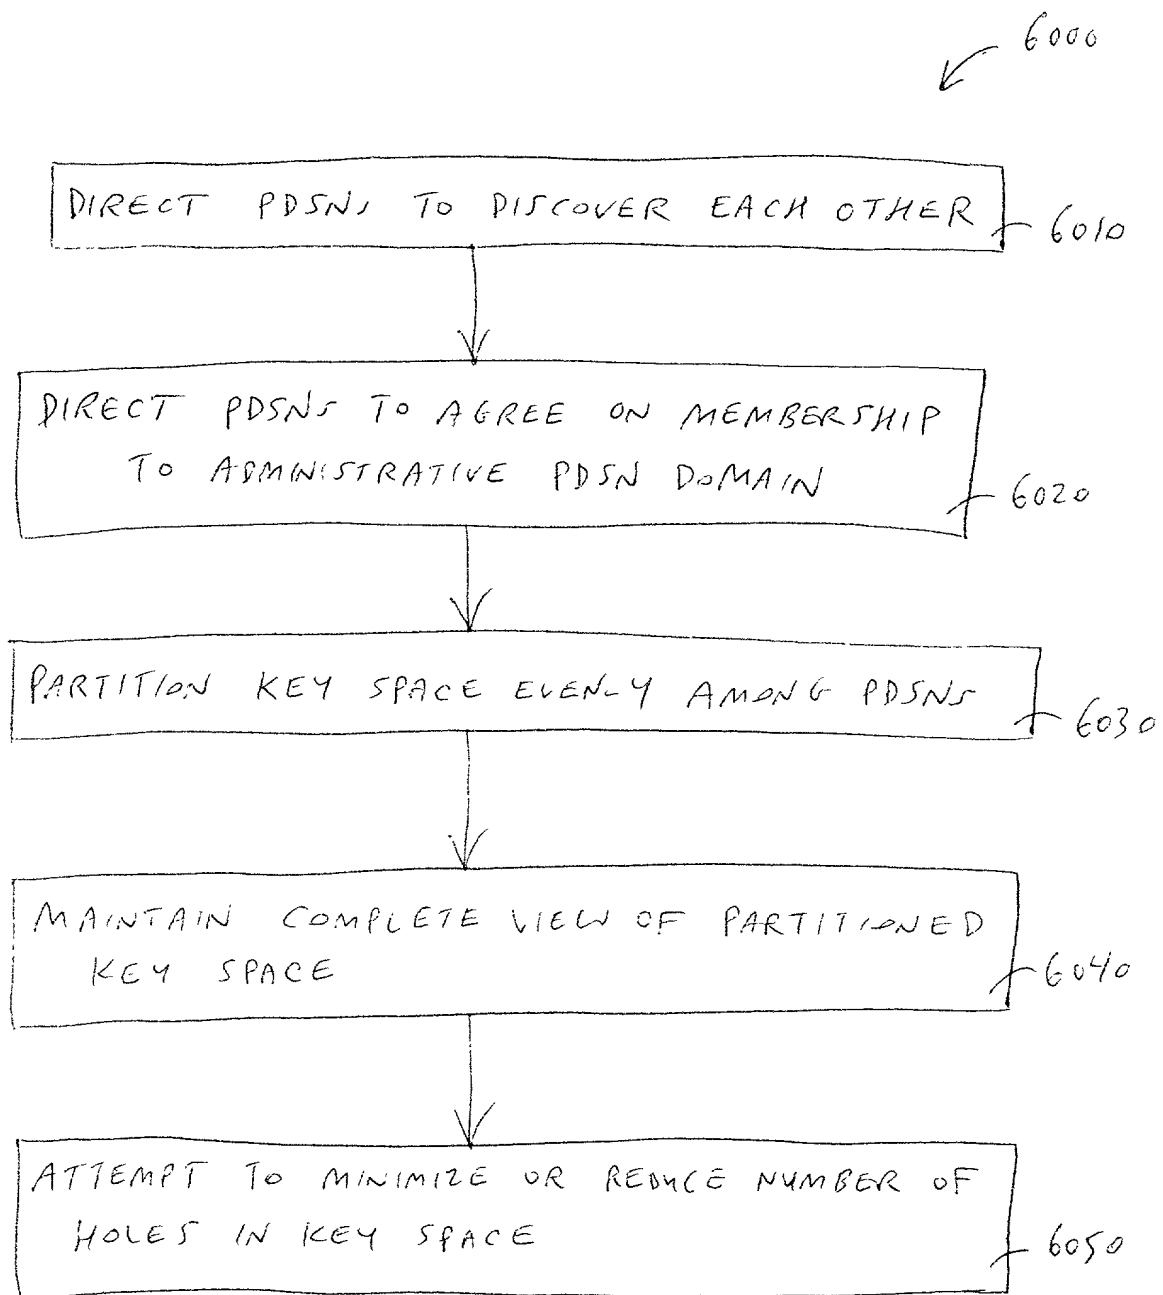 6000
DIRECT PDSNs TO DISCOVER EACH OTHER
6010
DIRECT PDSNs TO AGREE ON MEMBERSHIP
TO ADMINISTRATIVE PDSN DOMAIN
6020
PARTITION KEY SPACE EVENLY AMONG PDSNs
6030
MAINTAIN COMPLETE VIEW OF PARTITIONED
KEY SPACE
6040
ATTEMPT TO MINIMIZE OR REDUCE NUMBER OF
HOLES IN KEY SPACE
6050